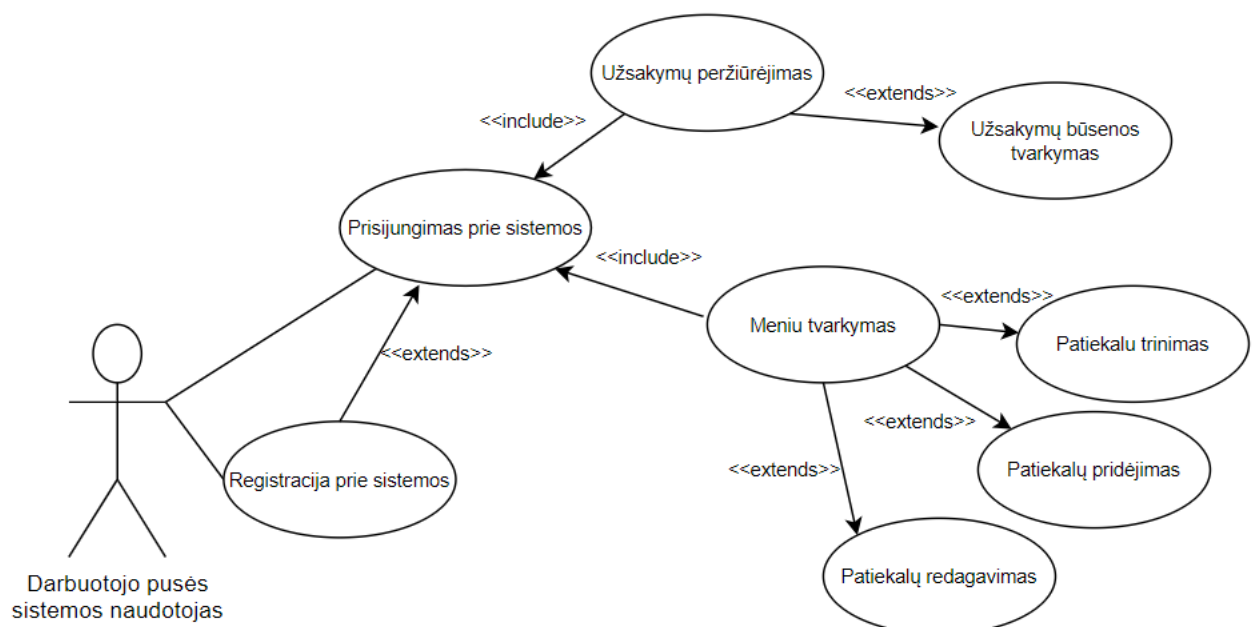 Užsakymų peržiūrėjimas
<<extends>>
<<include>>
Užsakymų būsenos
tvarkymas
Prisijungimas prie sistemos
<<include>>
<<extends>>
Meniu tvarkymas
Patiekalu trinimas
<<extends>>
<<extends>>
Registracija prie sistemos
<<extends>>
Patiekalų pridėjimas
Patiekalų redagavimas
Darbuotojo pusės
sistemos naudotojas